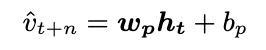 v̂ₜ₊ₙ = wₚhₜ + bₚ